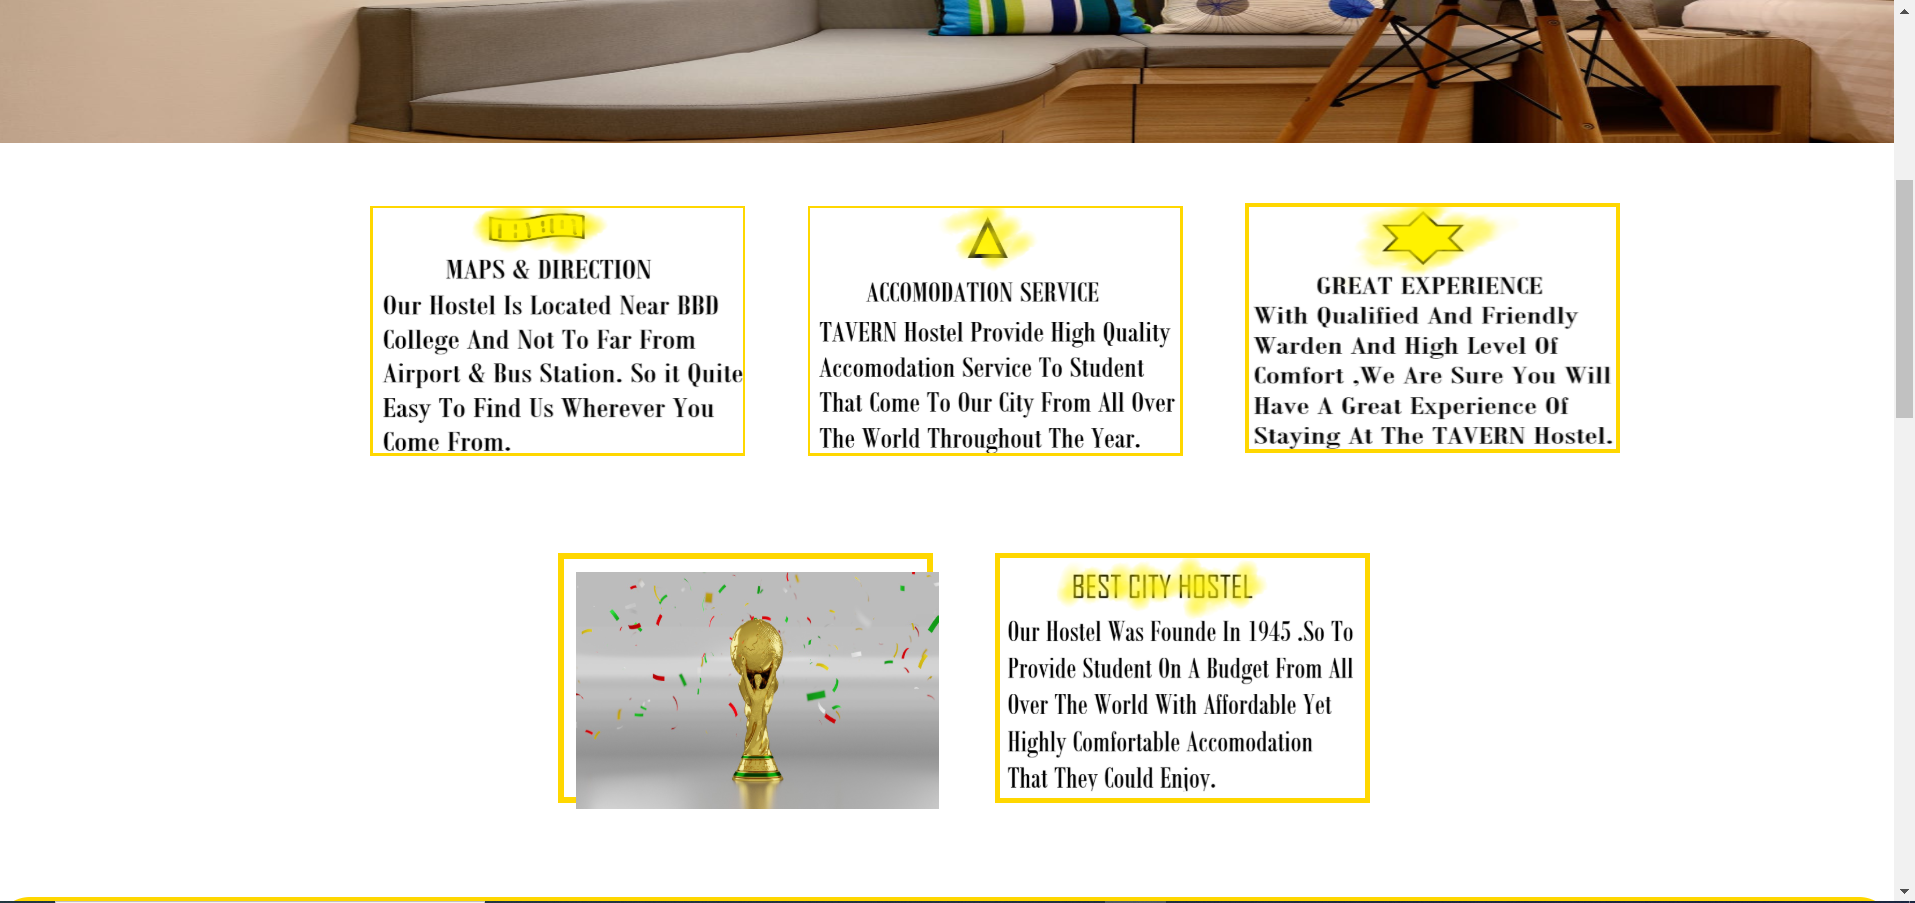 MAPS & DIRECTION
Our Hostel Is Located Near BBD
College And Not To Far From
Airport & Bus Station. So it Quite
Easy To Find Us Wherever You
Come From.
ACCOMODATION SERVICE
TAVERN Hostel Provide High Quality
Accomodation Service To Student
That Come To Our City From All Over
The World Throughout The Year.
GREAT EXPERIENCE
With Qualified And Friendly
Warden And High Level Of
Comfort ,We Are Sure You Will
Have A Great Experience Of
Staying At The TAVERN Hostel.
BEST CITY HOSTEL
Our Hostel Was Founde In 1945 .So To
Provide Student On A Budget From All
Over The World With Affordable Yet
Highly Comfortable Accomodation
That They Could Enjoy.